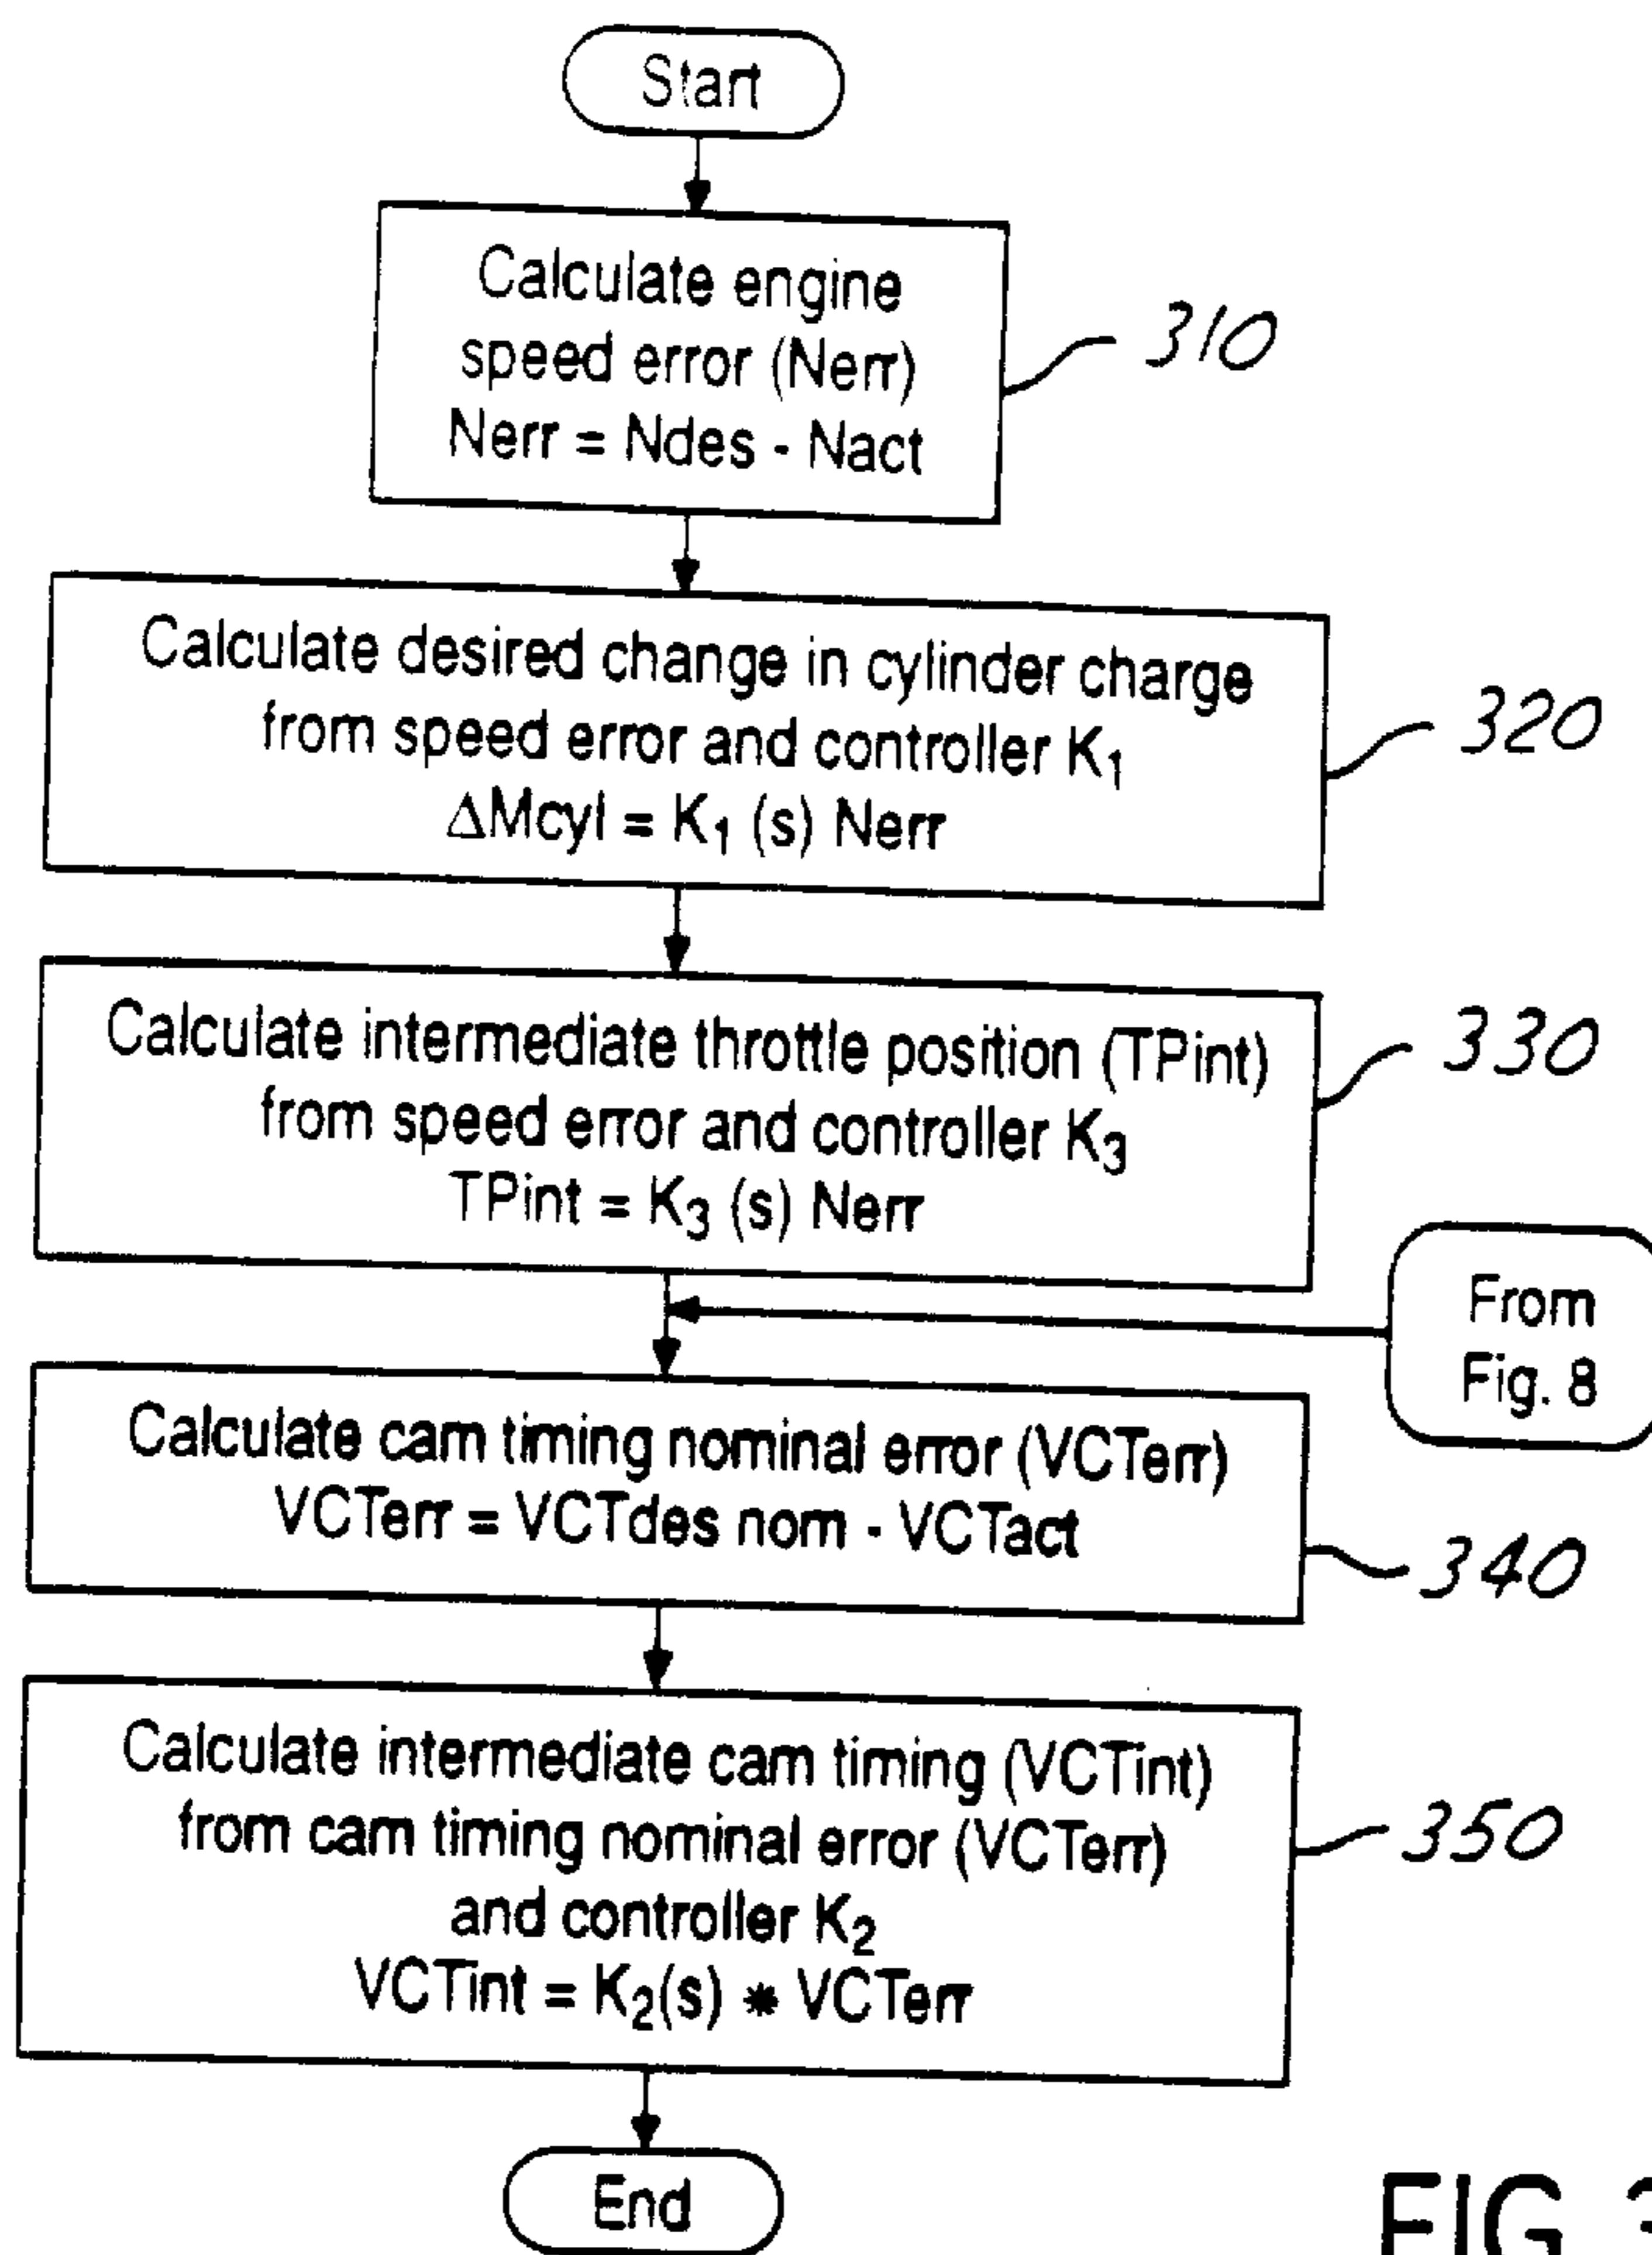 Start
Calculate engine
speed error (Nerr)
Nerr = Ndes - Nact
310
Calculate desired change in cylinder charge
from speed error and controller K₁
ΔMcyl = K₁ (s) Nerr
320
Calculate intermediate throttle position (TPint)
from speed error and controller K₃
TPint = K₃ (s) Nerr
330
From
Fig. 8
Calculate cam timing nominal error (VCTerr)
VCTerr = VCTdes nom - VCTact
340
Calculate intermediate cam timing (VCTint)
from cam timing nominal error (VCTerr)
and controller K₂
VCTint = K₂(s) * VCTerr
350
End
FIG 3